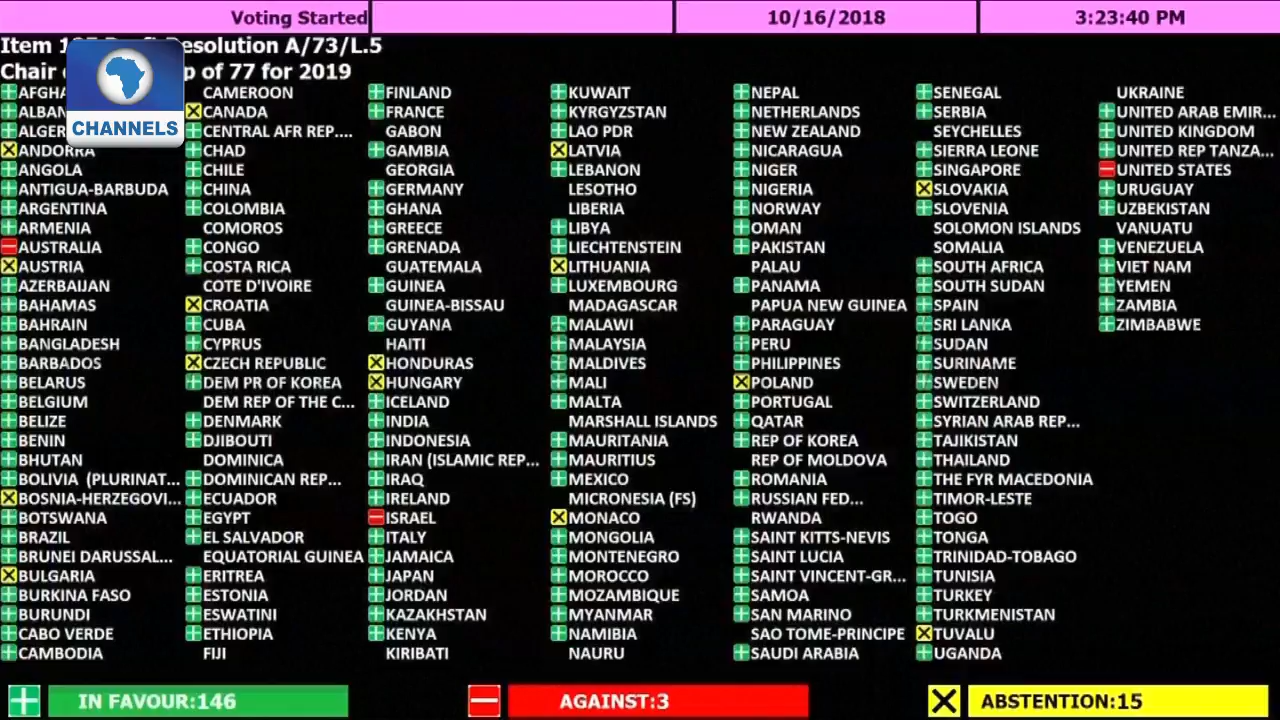 Voting Started 10/16/2018 3:23:40 PM
Item Resolution A/73/L.5
Chair of 77 for 2019
CHANNELS
AFGHA
ALBAN
ALGER
ANDORRA
ANGOLA
ANTIGUA-BARBUDA
ARGENTINA
ARMENIA
AUSTRALIA
AUSTRIA
AZERBAIJAN
BAHAMAS
BAHRAIN
BANGLADESH
BARBADOS
BELARUS
BELGIUM
BELIZE
BENIN
BHUTAN
BOLIVIA (PLURINAT...
BOSNIA-HERZEGOVI...
BOTSWANA
BRAZIL
BRUNEI DARUSSAL...
BULGARIA
BURKINA FASO
BURUNDI
CABO VERDE
CAMBODIA
CAMEROON
CANADA
CENTRAL AFR REP....
CHAD
CHILE
CHINA
COLOMBIA
COMOROS
CONGO
COSTA RICA
COTE D'IVOIRE
CROATIA
CUBA
CYPRUS
CZECH REPUBLIC
DEM PR OF KOREA
DEM REP OF THE C...
DENMARK
DJIBOUTI
DOMINICA
DOMINICAN REP...
ECUADOR
EGYPT
EL SALVADOR
EQUATORIAL GUINEA
ERITREA
ESTONIA
ESWATINI
ETHIOPIA
FIJI
FINLAND
FRANCE
GABON
GAMBIA
GEORGIA
GERMANY
GHANA
GREECE
GRENADA
GUATEMALA
GUINEA
GUINEA-BISSAU
GUYANA
HAITI
HONDURAS
HUNGARY
ICELAND
INDIA
INDONESIA
IRAN (ISLAMIC REP...
IRAQ
IRELAND
ISRAEL
ITALY
JAMAICA
JAPAN
JORDAN
KAZAKHSTAN
KENYA
KIRIBATI
KUWAIT
KYRGYZSTAN
LAO PDR
LATVIA
LEBANON
LESOTHO
LIBERIA
LIBYA
LIECHTENSTEIN
LITHUANIA
LUXEMBOURG
MADAGASCAR
MALAWI
MALAYSIA
MALDIVES
MALI
MALTA
MARSHALL ISLANDS
MAURITANIA
MAURITIUS
MEXICO
MICRONESIA (FS)
MONACO
MONGOLIA
MONTENEGRO
MOROCCO
MOZAMBIQUE
MYANMAR
NAMIBIA
NAURU
NEPAL
NETHERLANDS
NEW ZEALAND
NICARAGUA
NIGER
NIGERIA
NORWAY
OMAN
PAKISTAN
PALAU
PANAMA
PAPUA NEW GUINEA
PARAGUAY
PERU
PHILIPPINES
POLAND
PORTUGAL
QATAR
REP OF KOREA
REP OF MOLDOVA
ROMANIA
RUSSIAN FED...
RWANDA
SAINT KITTS-NEVIS
SAINT LUCIA
SAINT VINCENT-GR...
SAMOA
SAN MARINO
SAO TOME-PRINCIPE
SAUDI ARABIA
SENEGAL
SERBIA
SEYCHELLES
SIERRA LEONE
SINGAPORE
SLOVAKIA
SLOVENIA
SOLOMON ISLANDS
SOMALIA
SOUTH AFRICA
SOUTH SUDAN
SPAIN
SRI LANKA
SUDAN
SURINAME
SWEDEN
SWITZERLAND
SYRIAN ARAB REP...
TAJIKISTAN
THAILAND
THE FYR MACEDONIA
TIMOR-LESTE
TOGO
TONGA
TRINIDAD-TOBAGO
TUNISIA
TURKEY
TURKMENISTAN
TUVALU
UGANDA
UKRAINE
UNITED ARAB EMIR...
UNITED KINGDOM
UNITED REP TANZA...
UNITED STATES
URUGUAY
UZBEKISTAN
VANUATU
VENEZUELA
VIET NAM
YEMEN
ZAMBIA
ZIMBABWE
IN FAVOUR:146 AGAINST:3 ABSTENTION:15